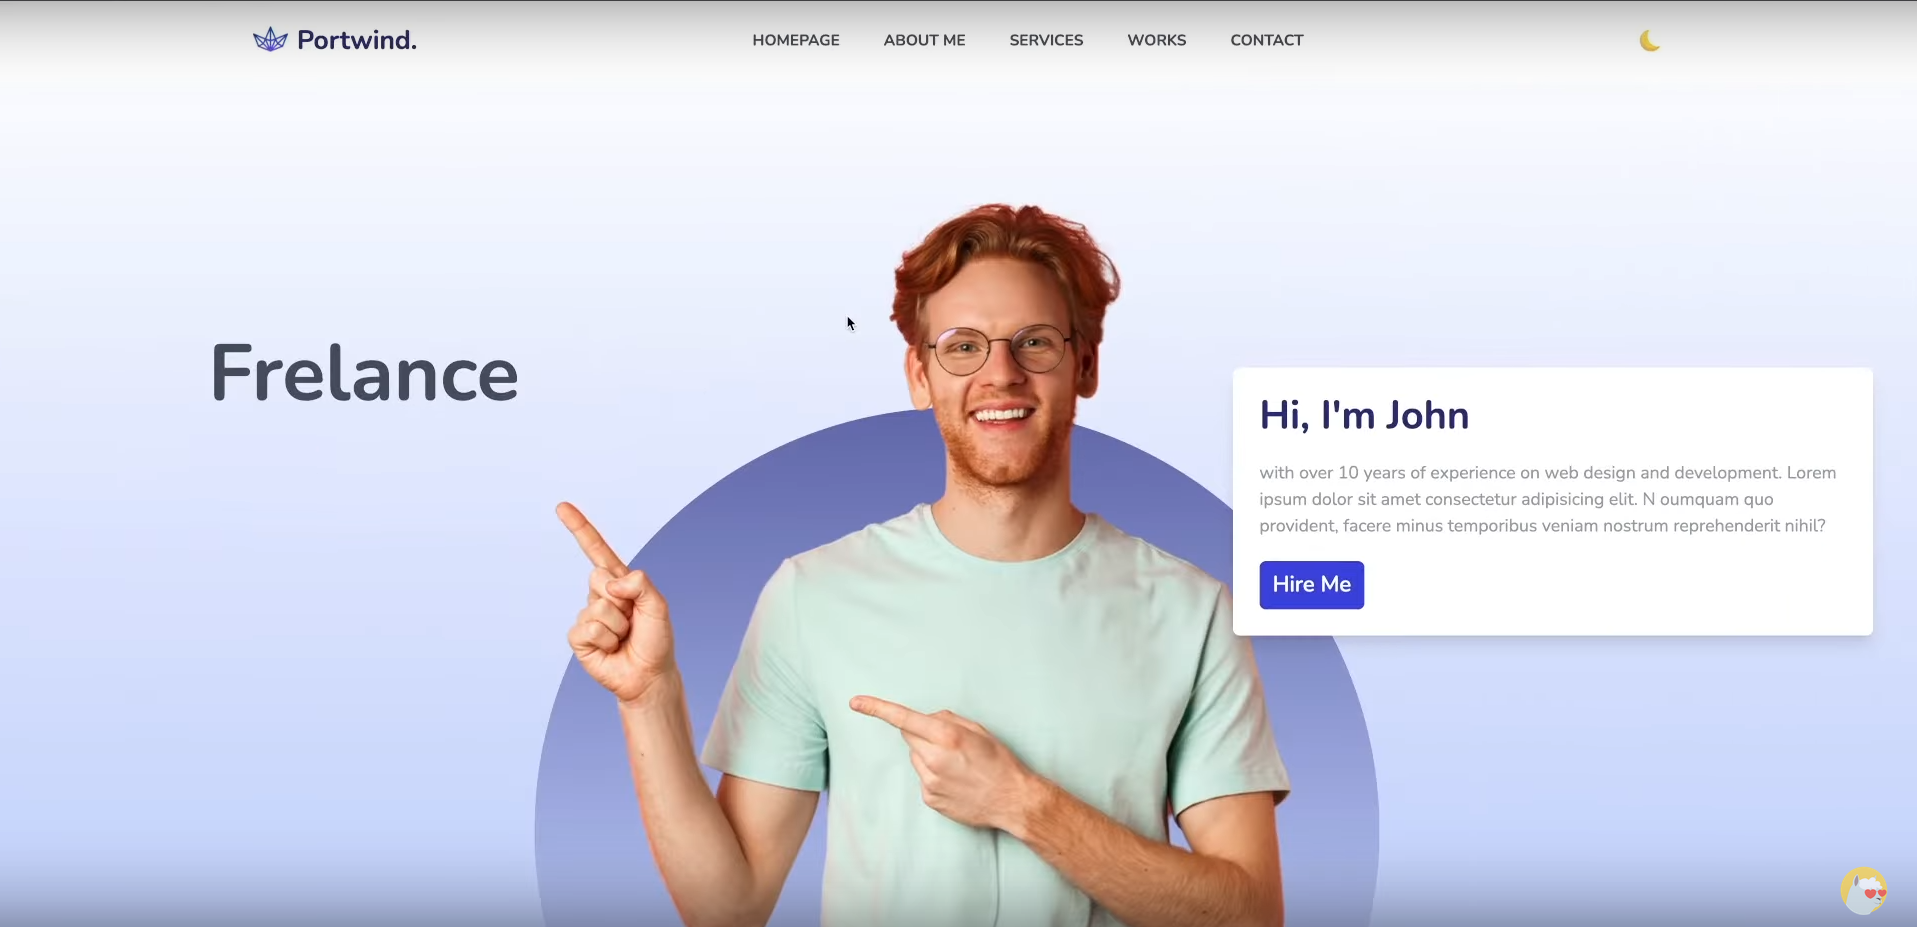 Portwind.
HOMEPAGE
ABOUT ME
SERVICES
WORKS
CONTACT
Frelance
Hi, I'm John
with over 10 years of experience on web design and development. Lorem
ipsum dolor sit amet consectetur adipisicing elit. N oumquam quo
provident, facere minus temporibus veniam nostrum reprehenderit nihil?
Hire Me